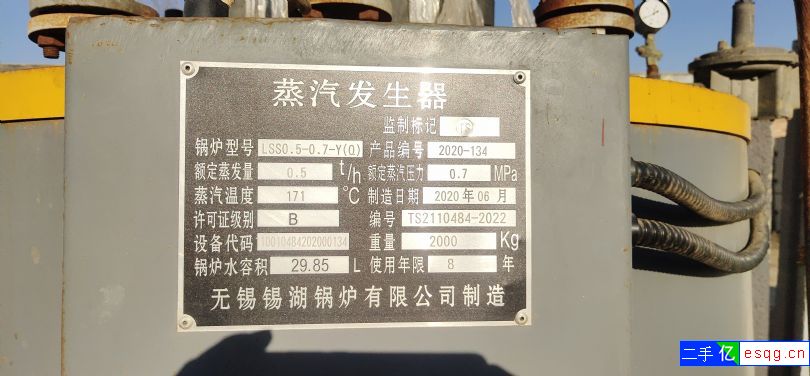 蒸汽发生器
监制标记
锅炉型号 LSS0.5-0.7-Y(Q) 产品编号 2020-134
额定蒸发量 0.5 t/h 额定蒸汽压力 0.7 MPa
蒸汽温度 171 ℃ 制造日期 2020年06月
许可证级别 B 编号 TS2110484-2022
设备代码 10010484202000134 重量 2000 Kg
锅炉水容积 29.85 L 使用年限 8 年
无锡锡湖锅炉有限公司制造
二手亿 esqg.cn